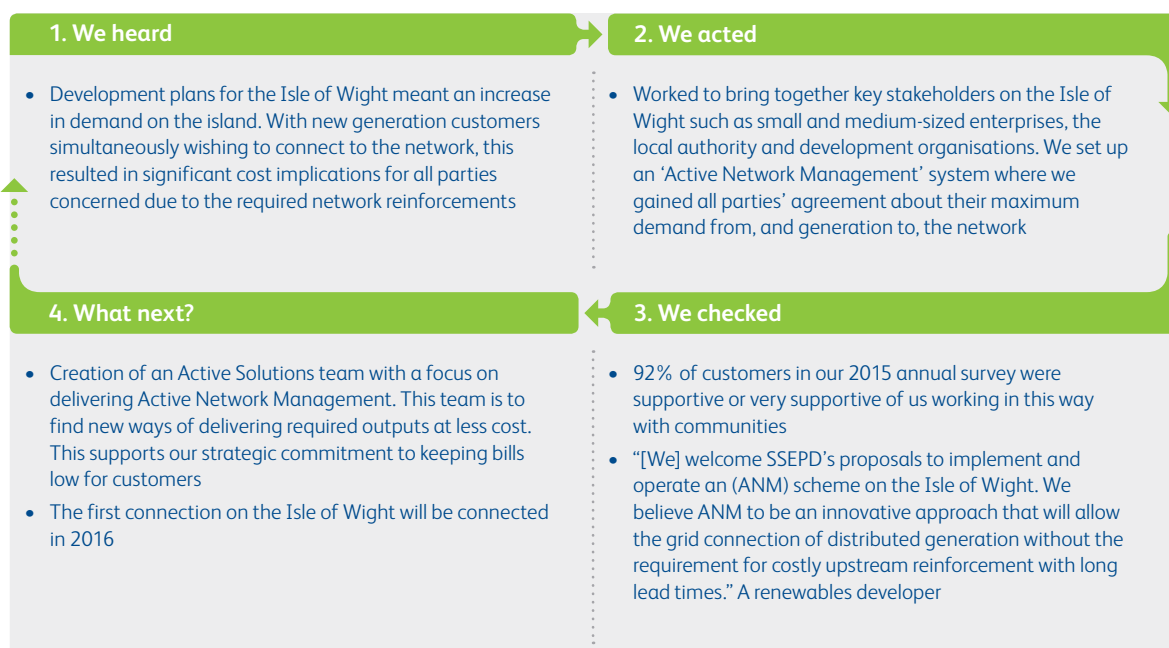 1. We heard
• Development plans for the Isle of Wight meant an increase
in demand on the island. With new generation customers
simultaneously wishing to connect to the network, this
resulted in significant cost implications for all parties
concerned due to the required network reinforcements
2. We acted
• Worked to bring together key stakeholders on the Isle of
Wight such as small and medium-sized enterprises, the
local authority and development organisations. We set up
an ‘Active Network Management’ system where we
gained all parties’ agreement about their maximum
demand from, and generation to, the network
3. We checked
• 92% of customers in our 2015 annual survey were
supportive or very supportive of us working in this way
with communities
• “[We] welcome SSEPD’s proposals to implement and
operate an (ANM) scheme on the Isle of Wight. We
believe ANM to be an innovative approach that will allow
the grid connection of distributed generation without the
requirement for costly upstream reinforcement with long
lead times.” A renewables developer
4. What next?
• Creation of an Active Solutions team with a focus on
delivering Active Network Management. This team is to
find new ways of delivering required outputs at less cost.
This supports our strategic commitment to keeping bills
low for customers
• The first connection on the Isle of Wight will be connected
in 2016